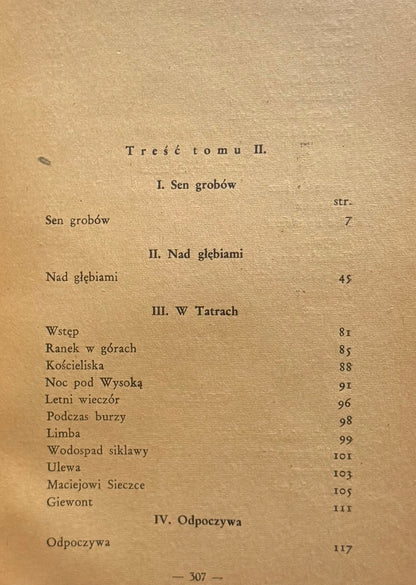 Treść tomu II.
I. Sen grobów
str.
Sen grobów 7
II. Nad głębiami
Nad głębiami 45
III. W Tatrach
Wstęp 81
Ranek w górach 85
Kościeliska 88
Noc pod Wysoką 91
Letni wieczór 96
Podczas burzy 98
Limba 99
Wodospad siklawy 101
Ulewa 103
Maciejowi Sieczce 105
Giewont 111
IV. Odpoczywa
Odpoczywa 117
— 307 —